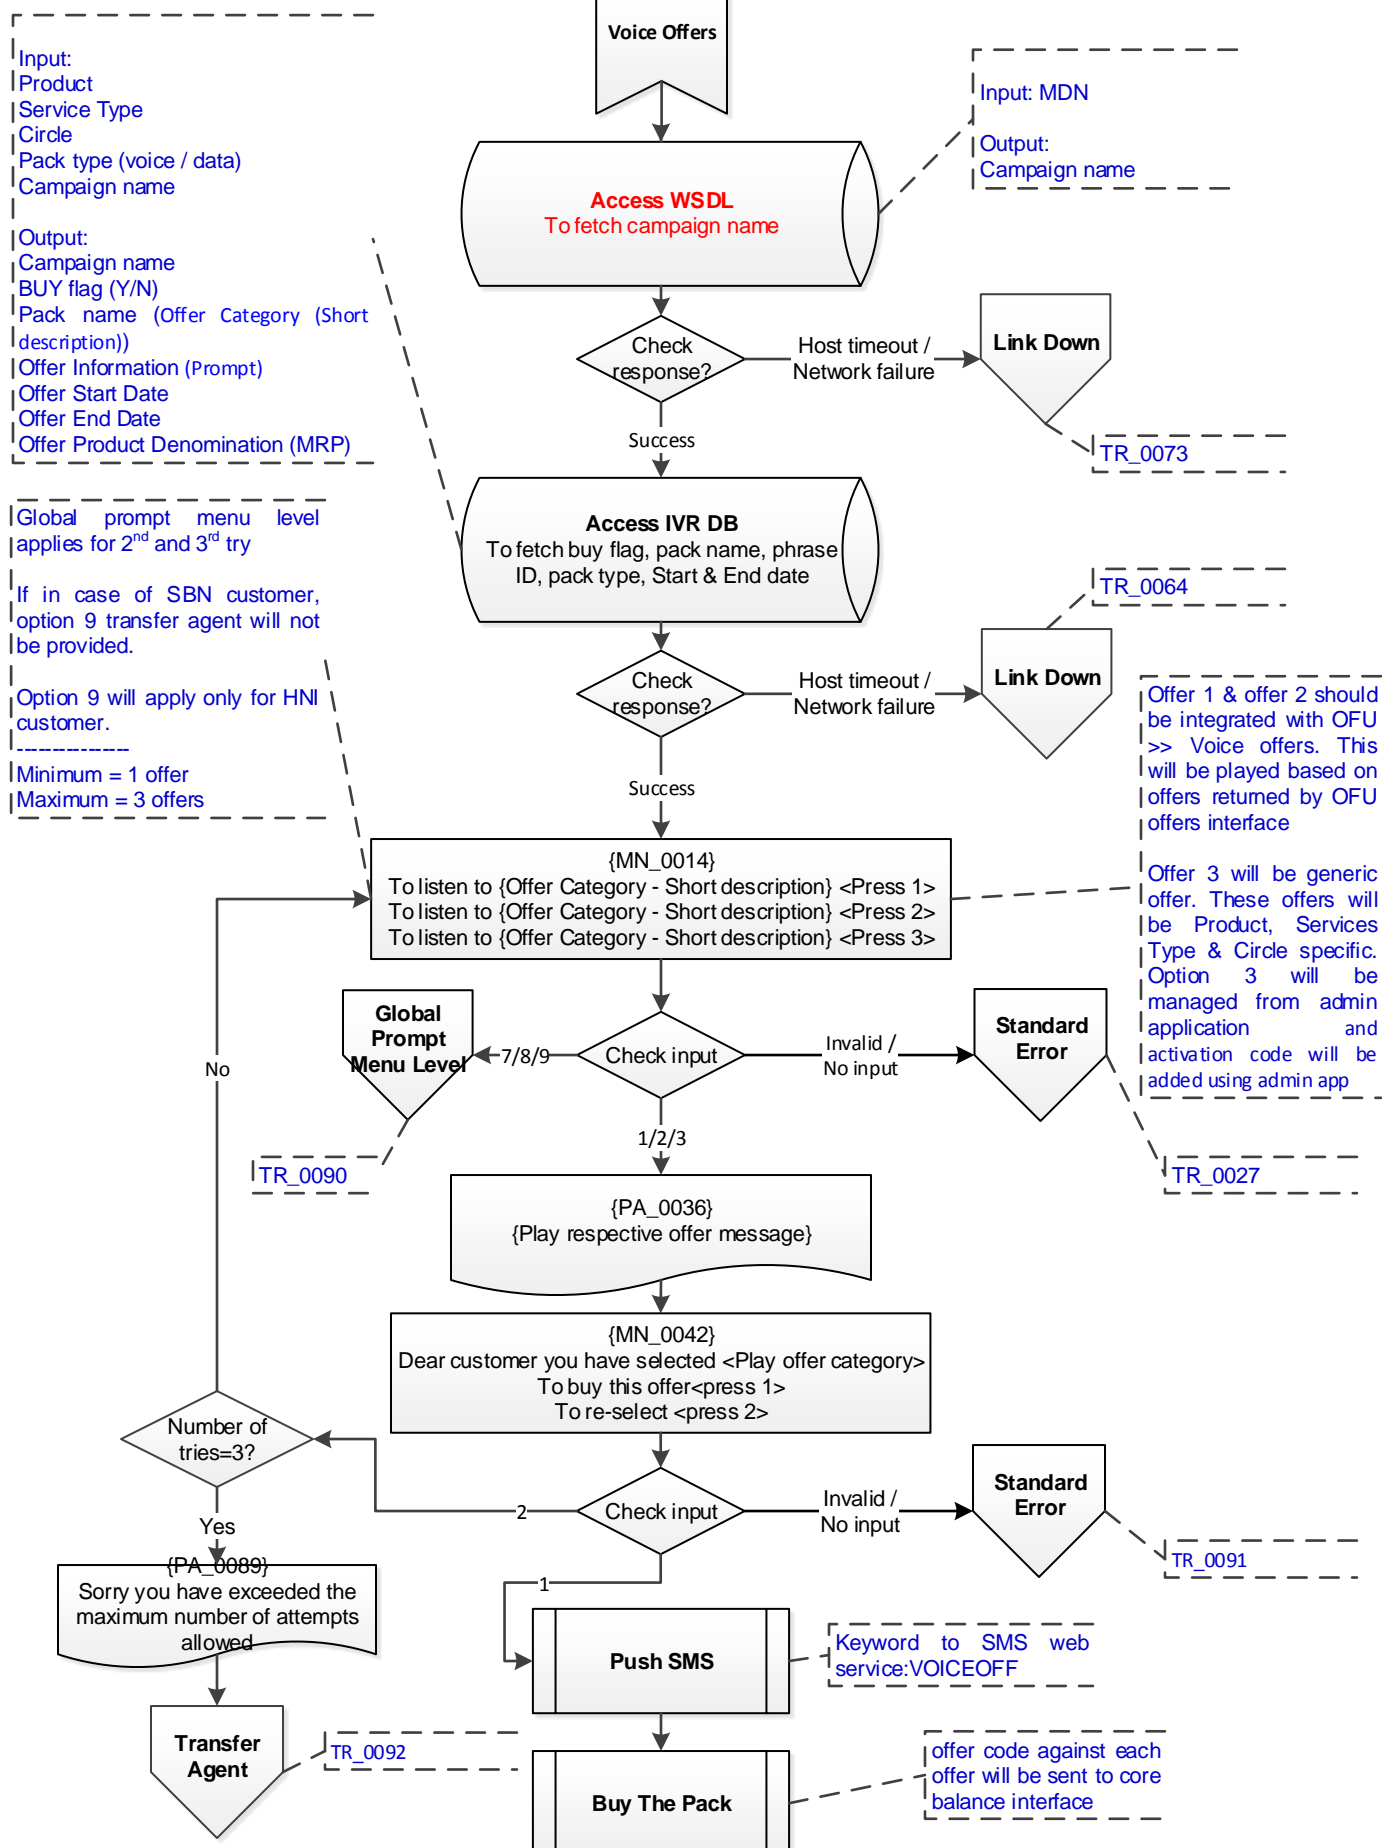 Voice Offers
Input:
Product
Service Type
Circle
Pack type (voice / data)
Campaign name
Output:
Campaign name
BUY flag (Y/N)
Pack name (Offer Category (Short
description))
Offer Information (Prompt)
Offer Start Date
Offer End Date
Offer Product Denomination (MRP)
Input: MDN
Output:
Campaign name
Access WSDL
To fetch campaign name
Check
response?
Host timeout /
Network failure
Link Down
TR_0073
Success
Access IVR DB
To fetch buy flag, pack name, phrase
ID, pack type, Start & End date
Global prompt menu level
applies for 2nd and 3rd try
If in case of SBN customer,
option 9 transfer agent will not
be provided.
Option 9 will apply only for HNI
customer.
----------------
Minimum = 1 offer
Maximum = 3 offers
TR_0064
Check
response?
Host timeout /
Network failure
Link Down
Success
Offer 1 & offer 2 should
be integrated with OFU
>> Voice offers. This
will be played based on
offers returned by OFU
offers interface
Offer 3 will be generic
offer. These offers will
be Product, Services
Type & Circle specific.
Option 3 will be
managed from admin
application and
activation code will be
added using admin app
{MN_0014}
To listen to {Offer Category - Short description} <Press 1>
To listen to {Offer Category - Short description} <Press 2>
To listen to {Offer Category - Short description} <Press 3>
Global
Prompt
Menu Level
7/8/9
Check input
Invalid /
No input
Standard
Error
No
1/2/3
TR_0090
TR_0027
{PA_0036}
{Play respective offer message}
{MN_0042}
Dear customer you have selected <Play offer category>
To buy this offer<press 1>
To re-select <press 2>
Number of
tries=3?
2
Check input
Invalid /
No input
Standard
Error
Yes
TR_0091
1
{PA_0089}
Sorry you have exceeded the
maximum number of attempts
allowed
Push SMS
Keyword to SMS web
service:VOICEOFF
Transfer
Agent
TR_0092
Buy The Pack
offer code against each
offer will be sent to core
balance interface